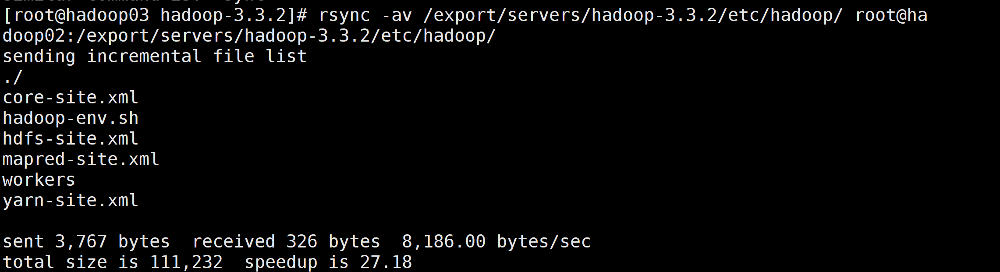 [root@hadoop03 hadoop-3.3.2]# rsync -av /export/servers/hadoop-3.3.2/etc/hadoop/ root@ha
doop02:/export/servers/hadoop-3.3.2/etc/hadoop/
sending incremental file list
./
core-site.xml
hadoop-env.sh
hdfs-site.xml
mapred-site.xml
workers
yarn-site.xml
sent 3,767 bytes  received 326 bytes  8,186.00 bytes/sec
total size is 111,232  speedup is 27.18